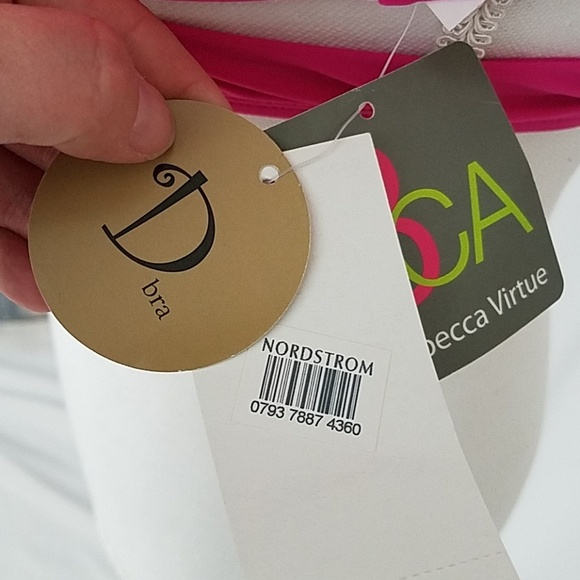 D
bra
CA
becca Virtue
NORDSTROM
0793 7887 4360